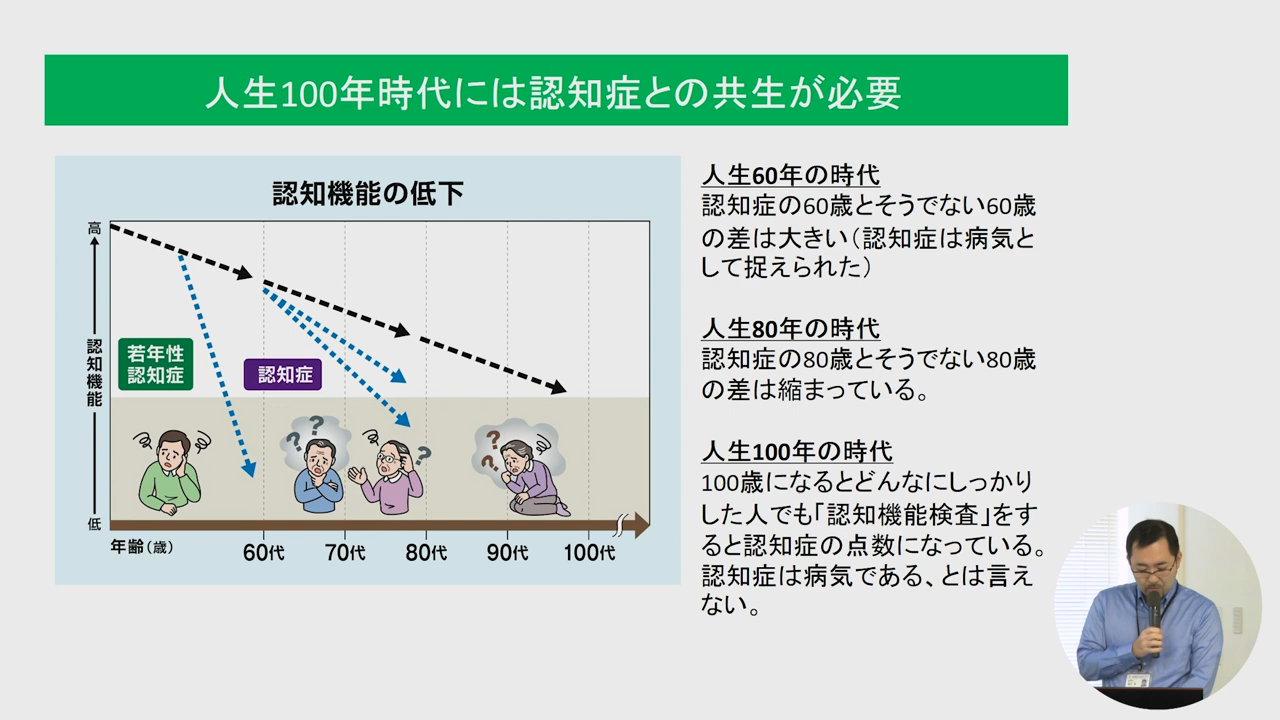 人生100年時代には認知症との共生が必要
認知機能の低下
高
認知機能
低
若年性
認知症
認知症
?
?
?
?
?
年齢(歳)
60代
70代
80代
90代
100代
人生60年の時代
認知症の60歳とそうでない60歳
の差は大きい(認知症は病気と
して捉えられた)
人生80年の時代
認知症の80歳とそうでない80歳
の差は縮まっている。
人生100年の時代
100歳になるとどんなにしっかり
した人でも「認知機能検査」をす
ると認知症の点数になっている。
認知症は病気である、とは言え
ない。